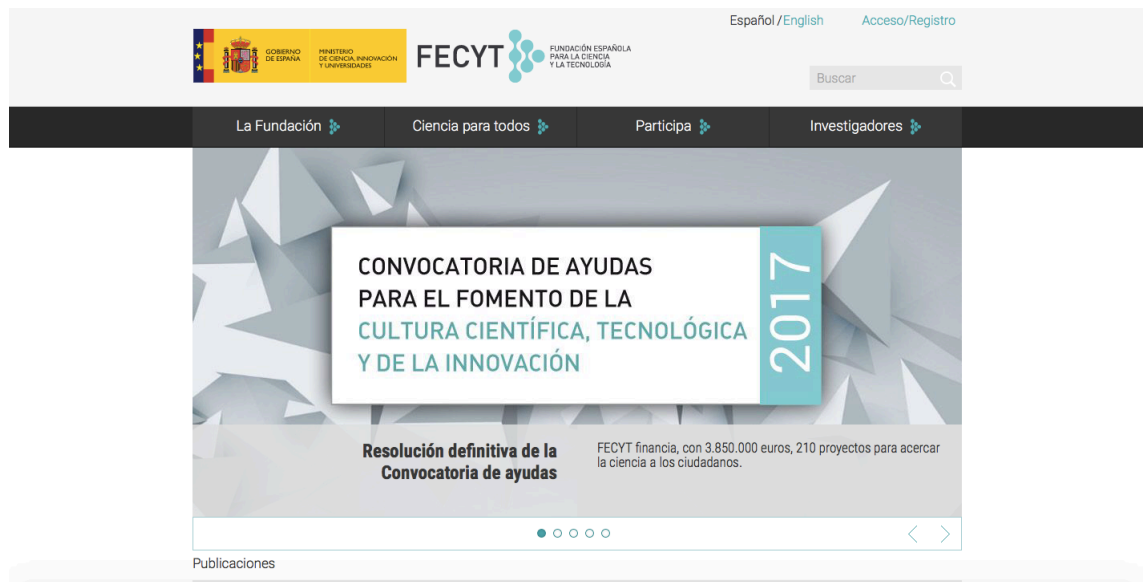 Español / English Acceso/Registro
GOBIERNO
DE ESPAÑA
MINISTERIO
DE CIENCIA, INNOVACIÓN
Y UNIVERSIDADES
FECYT
FUNDACIÓN ESPAÑOLA
PARA LA CIENCIA
Y LA TECNOLOGÍA
Buscar
La Fundación Ciencia para todos Participa Investigadores
CONVOCATORIA DE AYUDAS
PARA EL FOMENTO DE LA
CULTURA CIENTÍFICA, TECNOLÓGICA
Y DE LA INNOVACIÓN
2017
Resolución definitiva de la
Convocatoria de ayudas
FECYT financia, con 3.850.000 euros, 210 proyectos para acercar
la ciencia a los ciudadanos.
Publicaciones